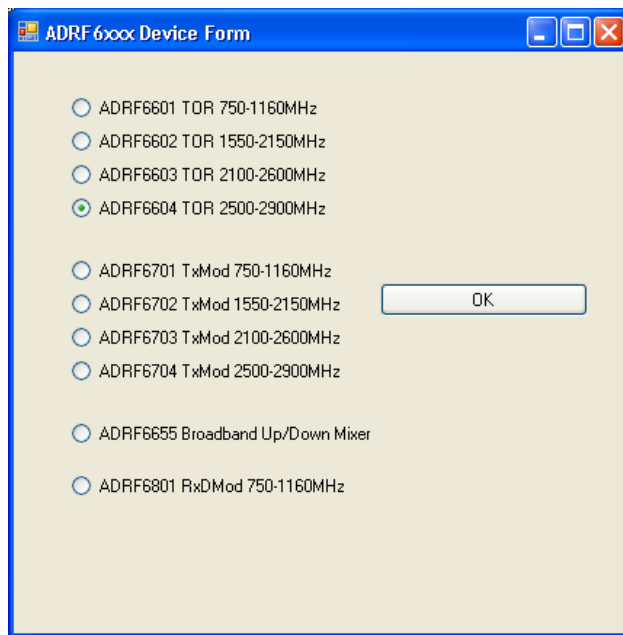 ADRF6xxx Device Form
ADRF6601 TOR 750-1160MHz
ADRF6602 TOR 1550-2150MHz
ADRF6603 TOR 2100-2600MHz
ADRF6604 TOR 2500-2900MHz
ADRF6701 TxMod 750-1160MHz
ADRF6702 TxMod 1550-2150MHz
OK
ADRF6703 TxMod 2100-2600MHz
ADRF6704 TxMod 2500-2900MHz
ADRF6655 Broadband Up/Down Mixer
ADRF6801 RxDMod 750-1160MHz